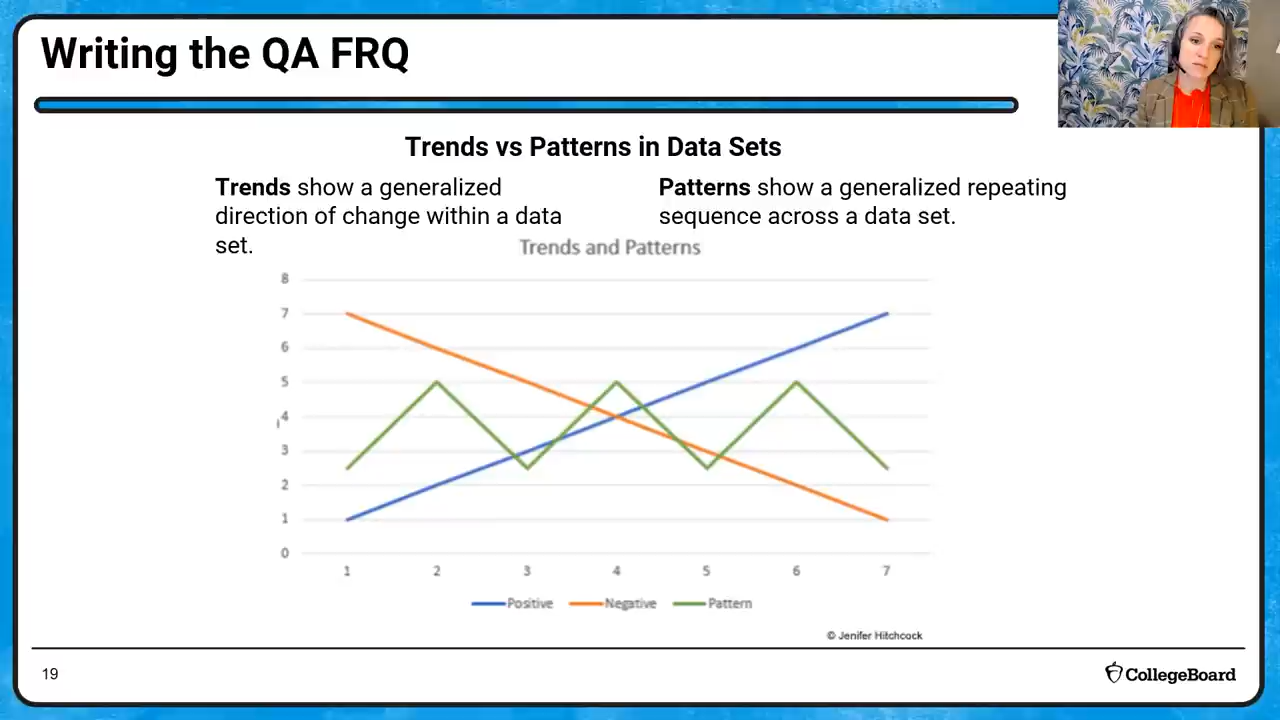 Writing the QA FRQ
Trends vs Patterns in Data Sets
Trends show a generalized
direction of change within a data
set.
Patterns show a generalized repeating
sequence across a data set.
Trends and Patterns
8
7
6
5
4
3
2
1
0
1 2 3 4 5 6 7
Positive Negative Pattern
© Jenifer Hitchcock
19
CollegeBoard